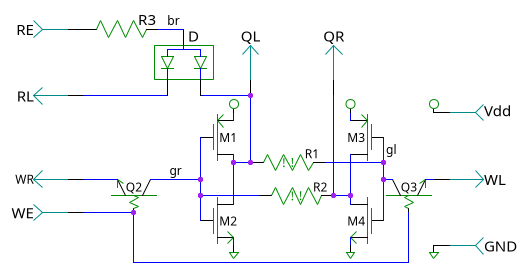 RE R3 br
D QL QR
RL
M1 M3 Vdd
R1 gl
WR Q2 gr R2 Q3 WL
WE M2 M4
GND